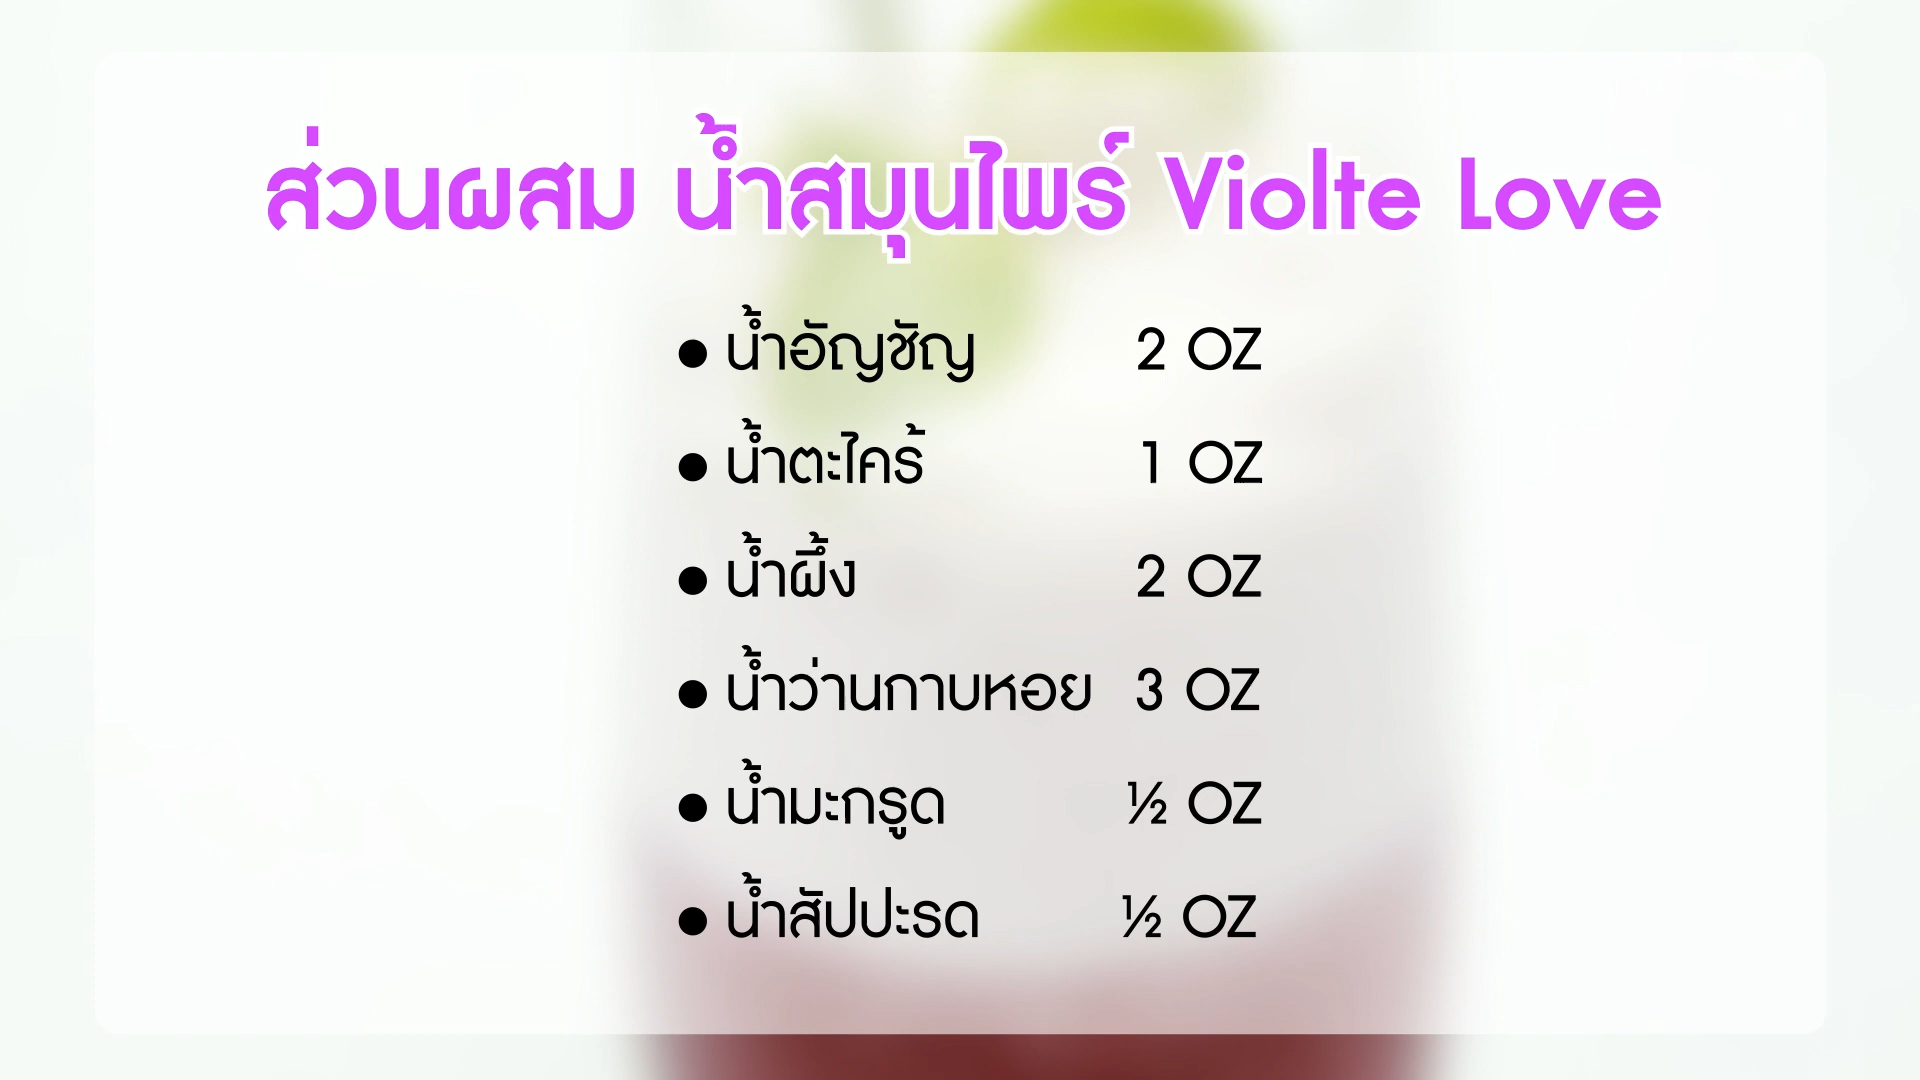 ส่วนผสม น้ำสมุนไพร์ Violte Love
● น้ำอัญชัญ 2 OZ
● น้ำตะไคร้ 1 OZ
● น้ำผึ้ง 2 OZ
● น้ำว่านกาบหอย 3 OZ
● น้ำมะกรูด ½ OZ
● น้ำสัปปะรด ½ OZ